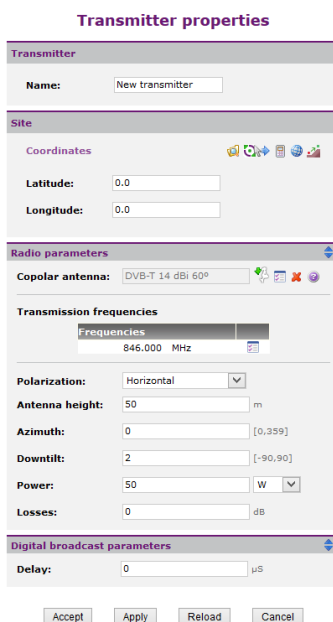 Transmitter properties
Transmitter
Name: New transmitter
Site
Coordinates
Latitude: 0.0
Longitude: 0.0
Radio parameters
Copolar antenna: DVB-T 14 dBi 60º
Transmission frequencies
Frequencies
846.000 MHz
Polarization: Horizontal
Antenna height: 50 m
Azimuth: 0 [0,359]
Downtilt: 2 [-90,90]
Power: 50 W
Losses: 0 dB
Digital broadcast parameters
Delay: 0 µS
Accept Apply Reload Cancel